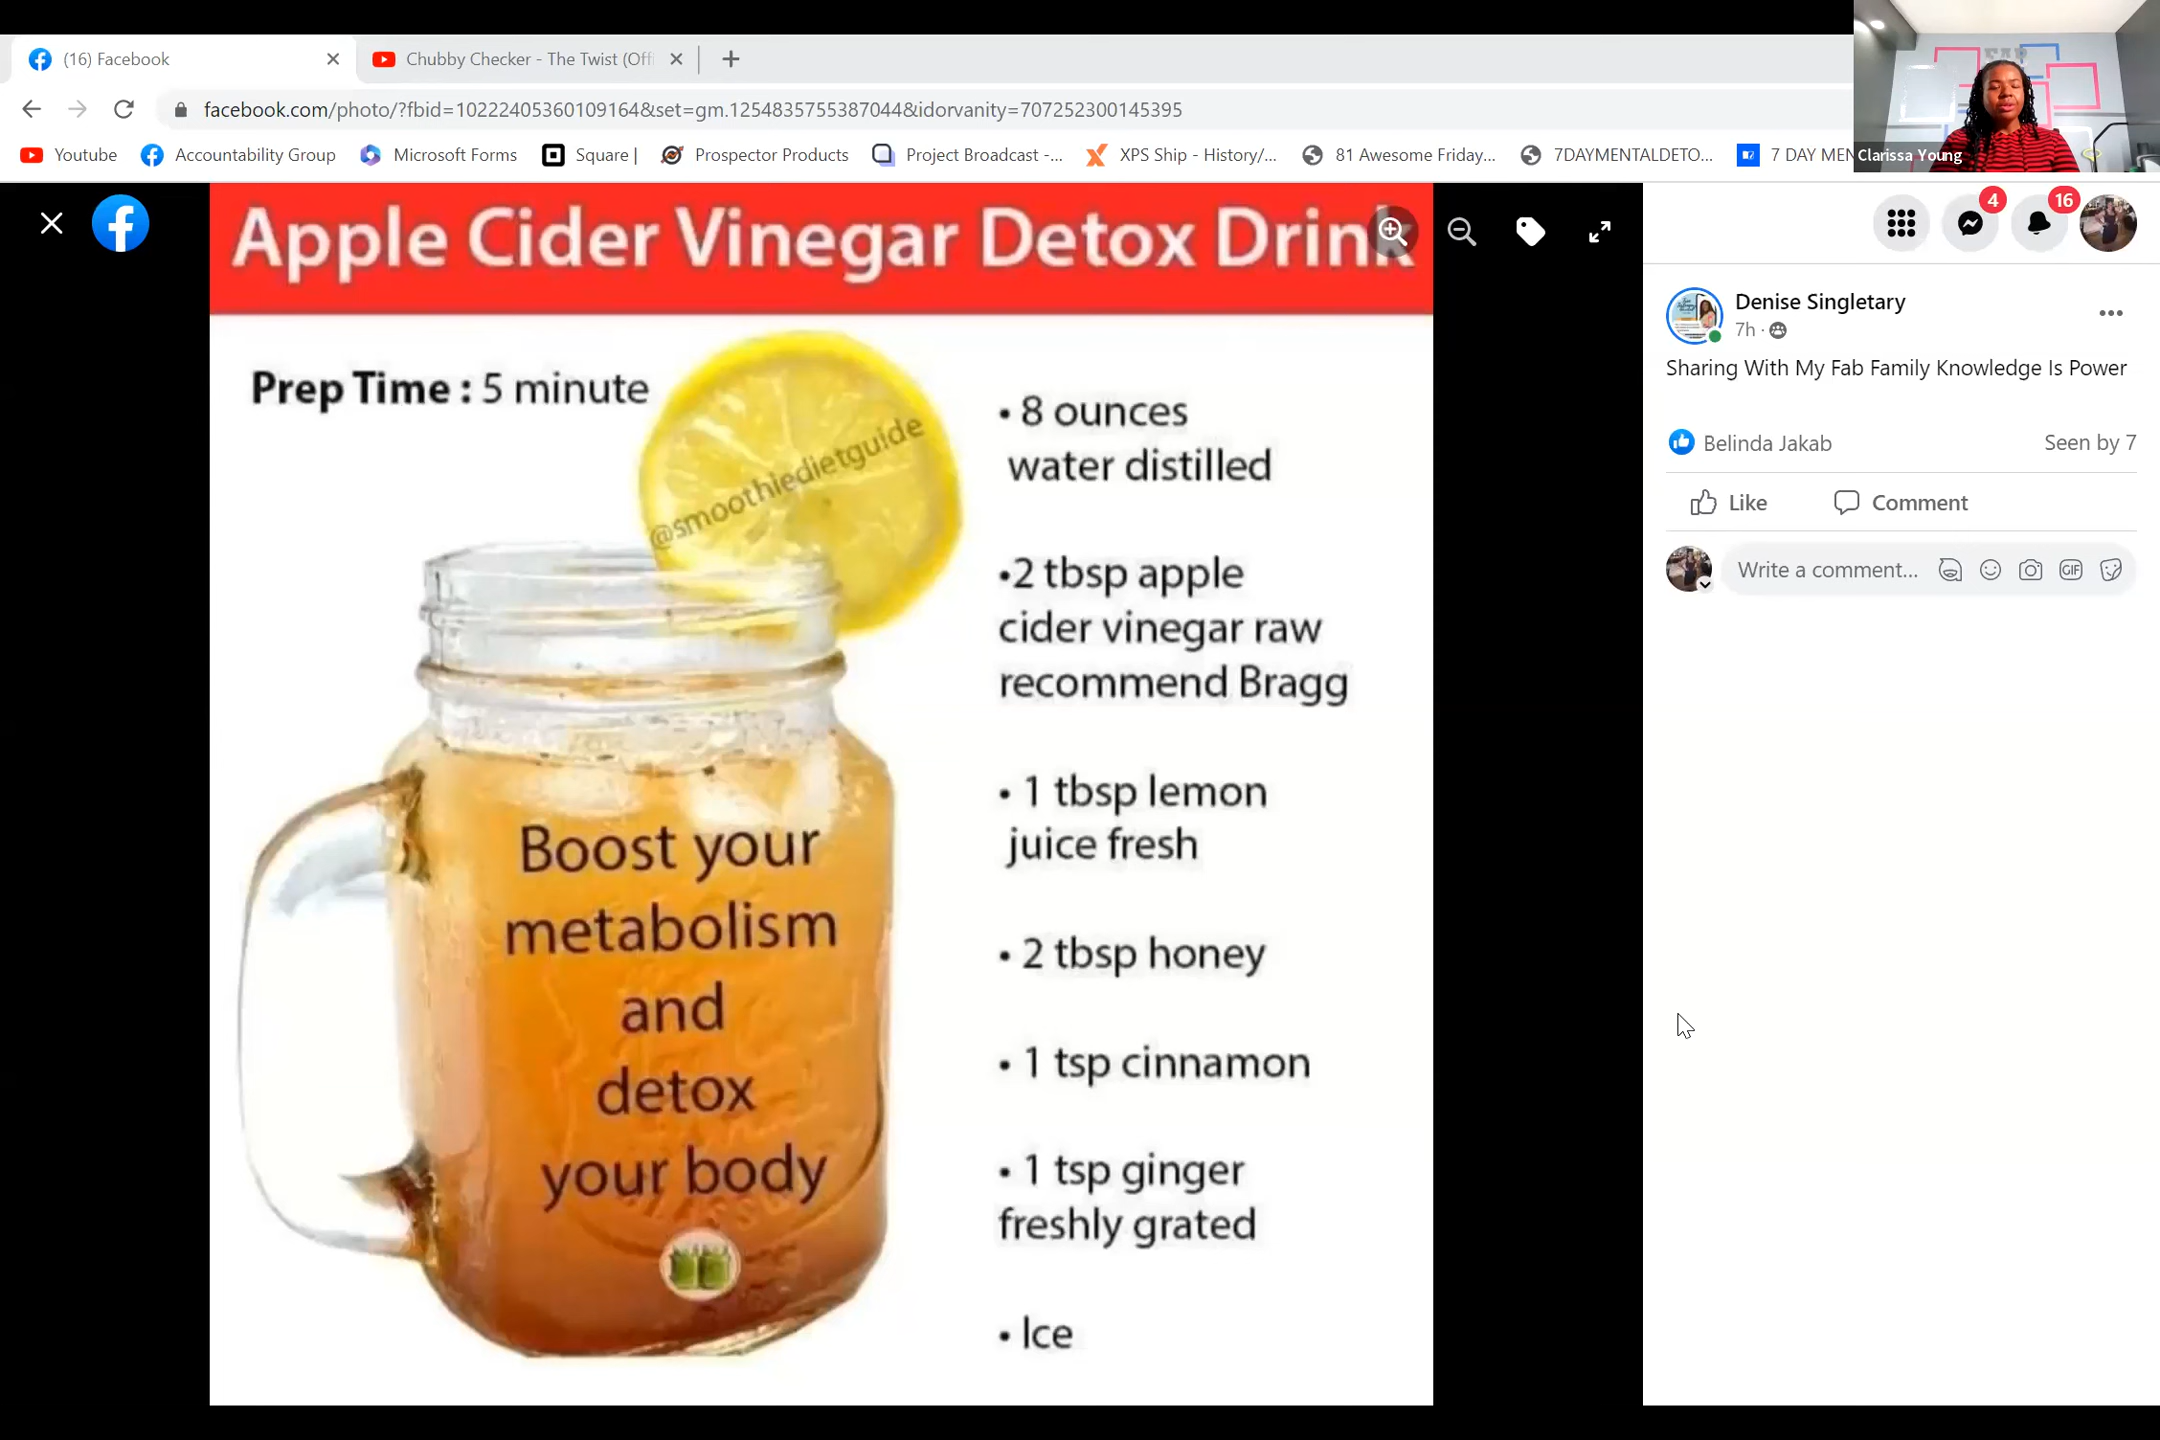 (16) Facebook
Chubby Checker - The Twist (Off
facebook.com/photo/?fbid=10222405360109164&set=gm.1254835755387044&idorvanity=707252300145395
Youtube
Accountability Group
Microsoft Forms
Square |
Prospector Products
Project Broadcast -...
XPS Ship - History/...
81 Awesome Friday...
7DAYMENTALDETO...
7 DAY MEN
FAB
Clarissa Young
Apple Cider Vinegar Detox Drink
Prep Time : 5 minute
@smoothiedietguide
• 8 ounces
water distilled
•2 tbsp apple
cider vinegar raw
recommend Bragg
• 1 tbsp lemon
juice fresh
• 2 tbsp honey
• 1 tsp cinnamon
• 1 tsp ginger
freshly grated
• Ice
Boost your
metabolism
and
detox
your body
4
16
Denise Singletary
7h ·
Sharing With My Fab Family Knowledge Is Power
Belinda Jakab
Seen by 7
Like
Comment
Write a comment...
GIF